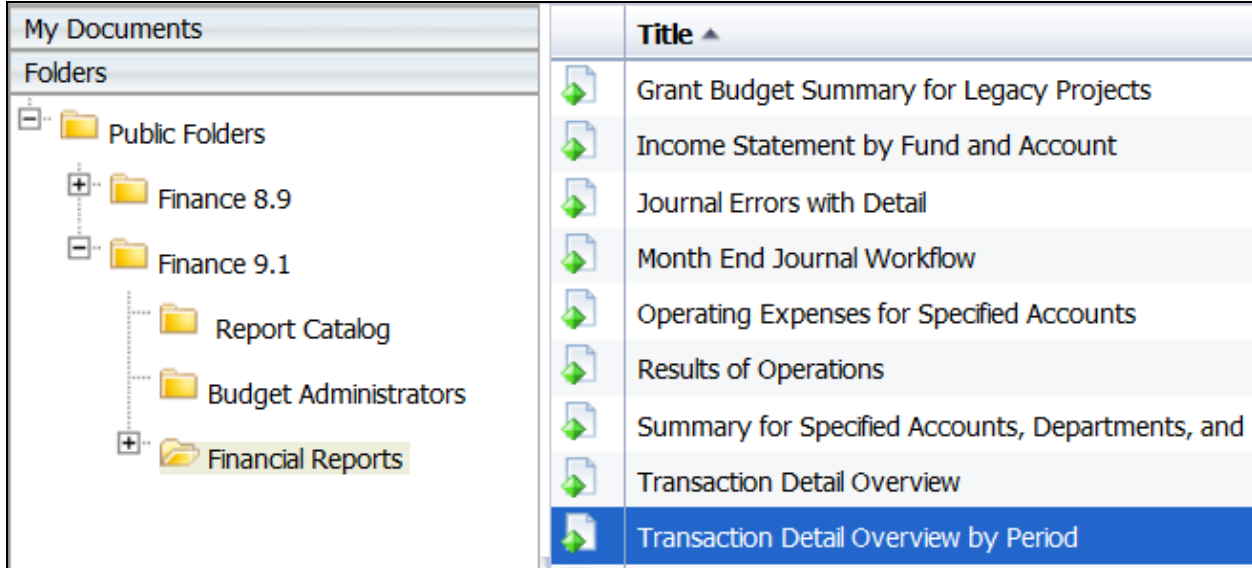 My Documents
Folders
Public Folders
Finance 8.9
Finance 9.1
Report Catalog
Budget Administrators
Financial Reports
Title
Grant Budget Summary for Legacy Projects
Income Statement by Fund and Account
Journal Errors with Detail
Month End Journal Workflow
Operating Expenses for Specified Accounts
Results of Operations
Summary for Specified Accounts, Departments, and
Transaction Detail Overview
Transaction Detail Overview by Period